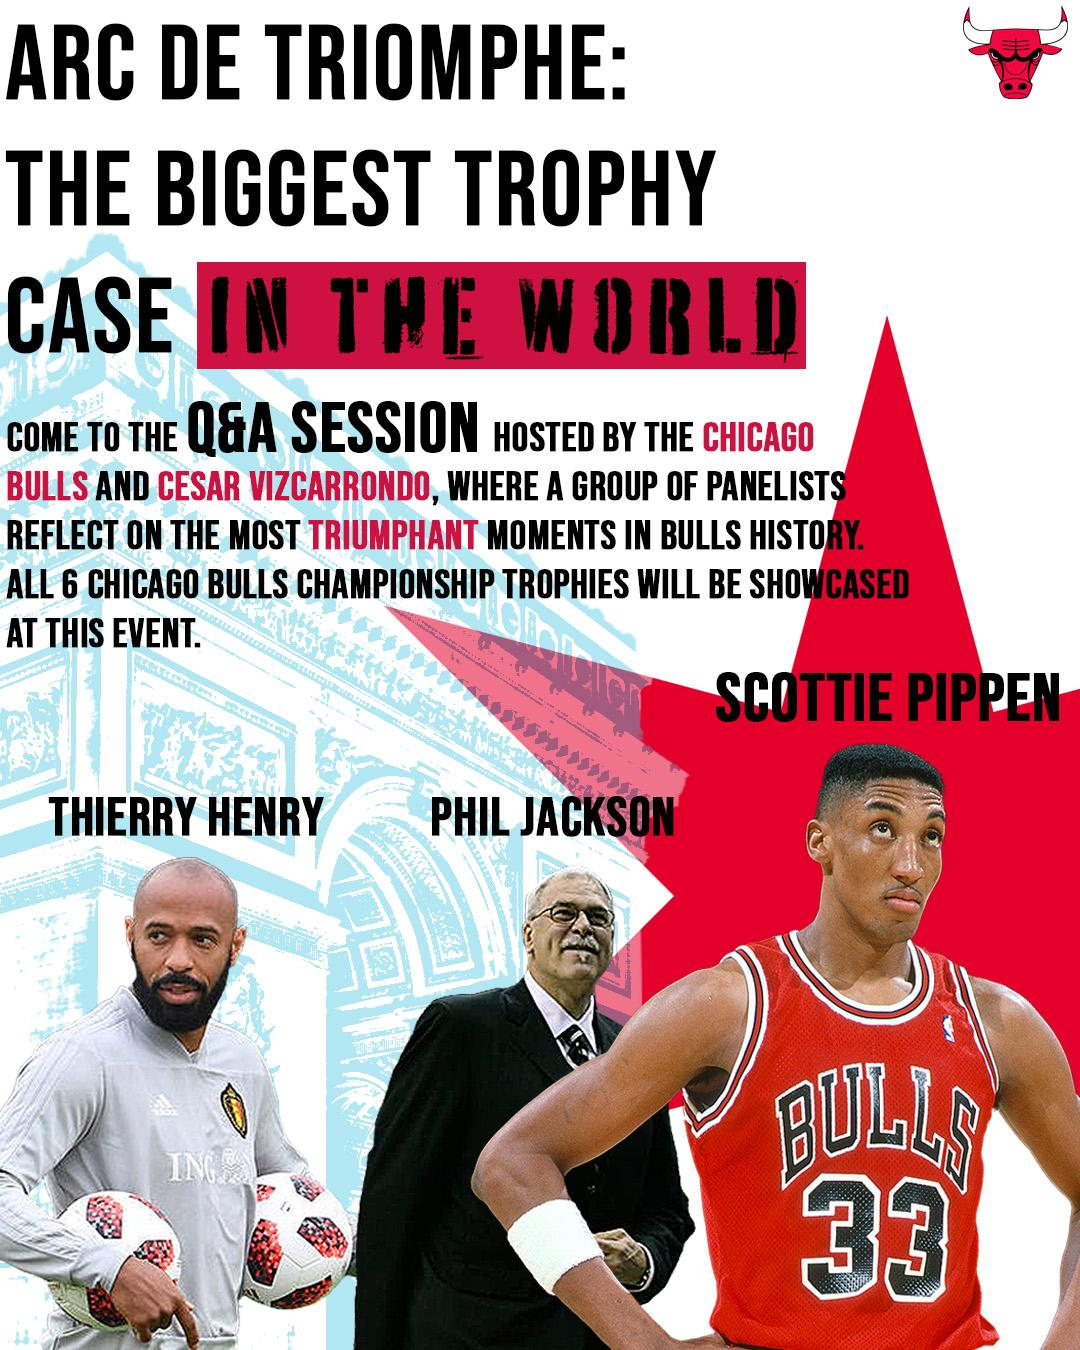 ARC DE TRIOMPHE:
THE BIGGEST TROPHY
CASE IN THE WORLD
COME TO THE Q&A SESSION HOSTED BY THE CHICAGO
BULLS AND CESAR VIZCARRONDO, WHERE A GROUP OF PANELISTS
REFLECT ON THE MOST TRIUMPHANT MOMENTS IN BULLS HISTORY.
ALL 6 CHICAGO BULLS CHAMPIONSHIP TROPHIES WILL BE SHOWCASED
AT THIS EVENT.
SCOTTIE PIPPEN
THIERRY HENRY
PHIL JACKSON
adidas
ING
BULLS
33